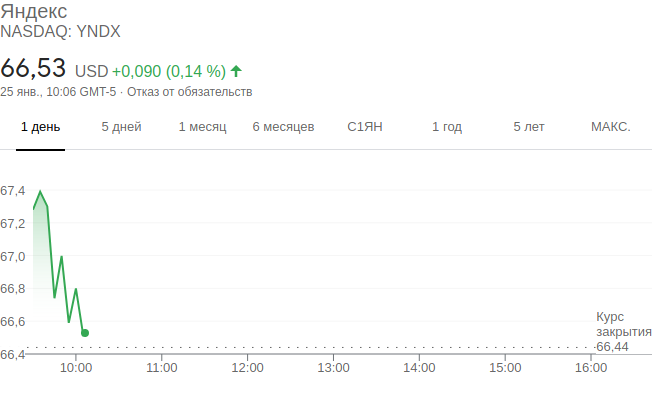 Яндекс
NASDAQ: YNDX
66,53 USD +0,090 (0,14 %)
25 янв., 10:06 GMT-5 · Отказ от обязательств
1 день 5 дней 1 месяц 6 месяцев С1ЯН 1 год 5 лет МАКС.
67,4
67,2
67,0
66,8
66,6
66,4
Курс
закрытия
66,44
10:00 11:00 12:00 13:00 14:00 15:00 16:00